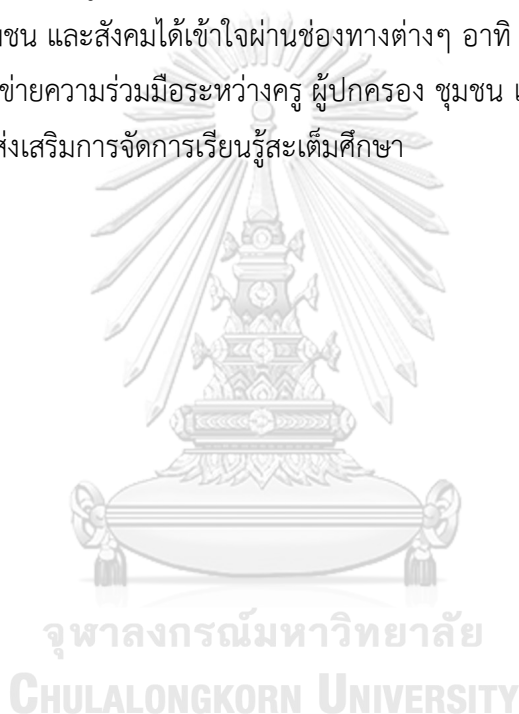 มชน และสังคมได้เข้าใจผ่านช่องทางต่างๆ อาทิ
ข่ายความร่วมมือระหว่างครู ผู้ปกครอง ชุมชน
ส่งเสริมการจัดการเรียนรู้สะเต็มศึกษา
จุฬาลงกรณ์มหาวิทยาลัย
CHULALONGKORN UNIVERSITY